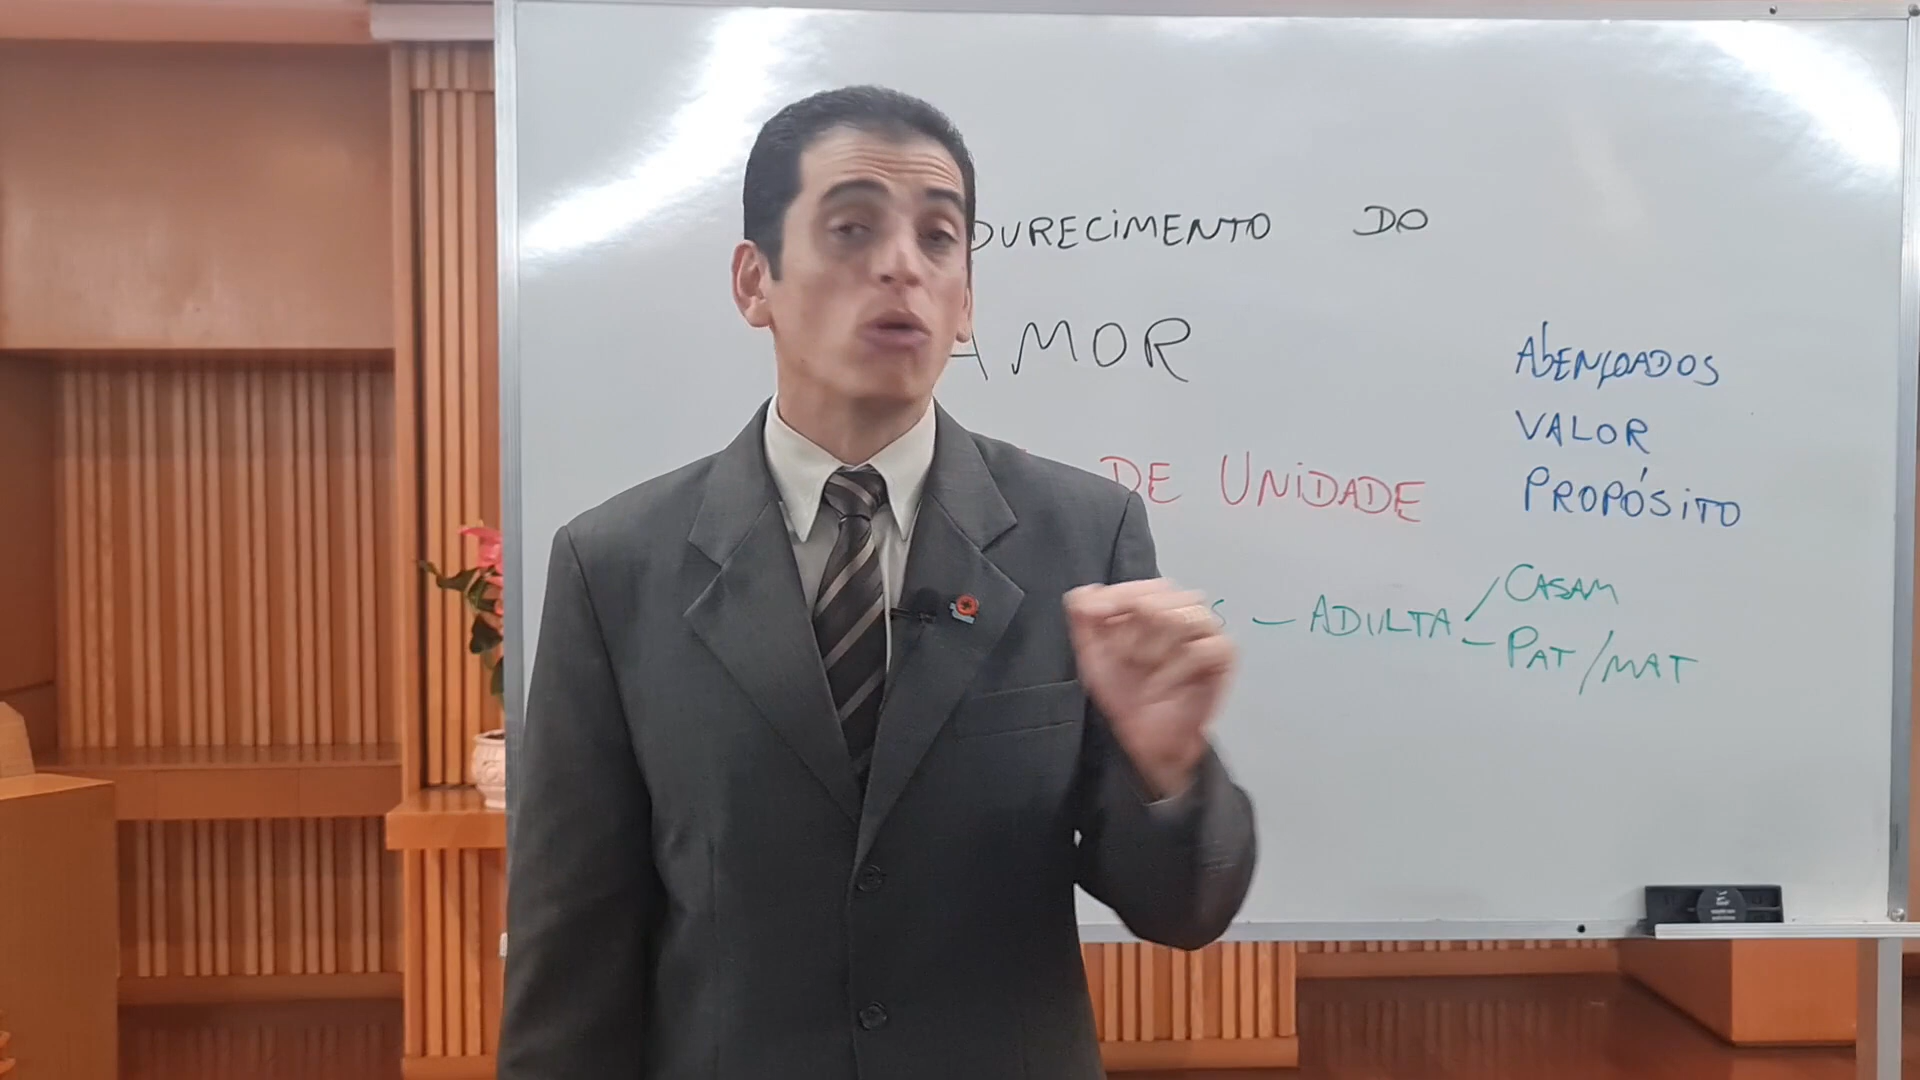 DURECIMENTO DO
AMOR
DE UNIDADE
S - ADULTA
CASAM
PAT/MAT
AbENÇOADOS
VALOR
PROPÓSITO